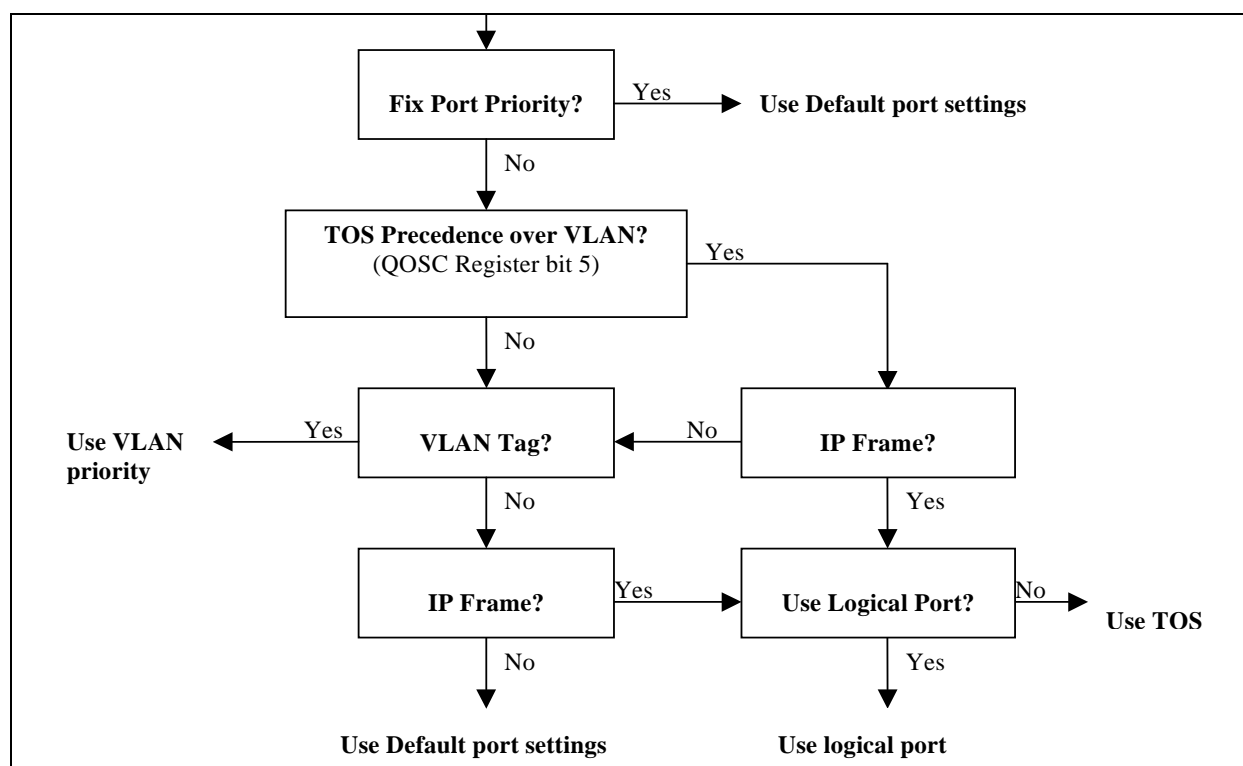 Fix Port Priority?
Yes
Use Default port settings
No
TOS Precedence over VLAN?
(QOSC Register bit 5)
Yes
No
Use VLAN
priority
Yes
VLAN Tag?
No
IP Frame?
No
Yes
IP Frame?
Yes
Use Logical Port?
No
Use TOS
No
Yes
Use Default port settings
Use logical port